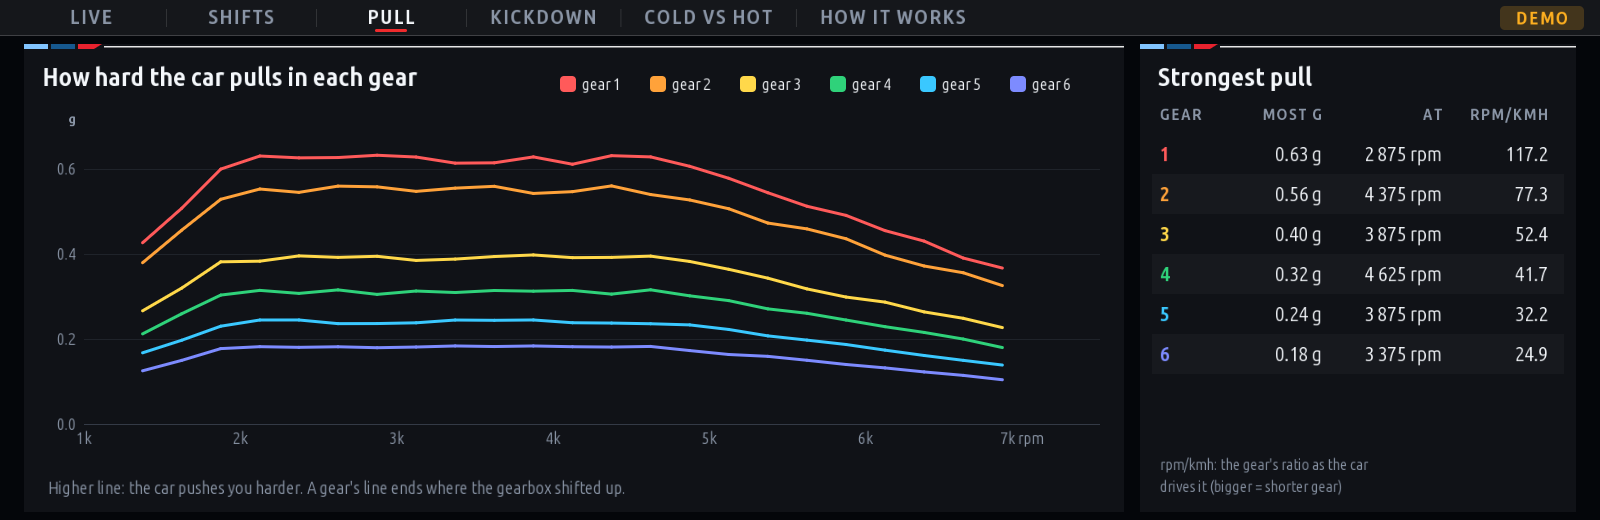 LIVE
SHIFTS
PULL
KICKDOWN
COLD VS HOT
HOW IT WORKS
DEMO
How hard the car pulls in each gear
gear 1
gear 2
gear 3
gear 4
gear 5
gear 6
g
0.6
0.4
0.2
0.0
1k
2k
3k
4k
5k
6k
7k rpm
Higher line: the car pushes you harder. A gear's line ends where the gearbox shifted up.
Strongest pull
GEAR MOST G AT RPM/KMH
1 0.63 g 2 875 rpm 117.2
2 0.56 g 4 375 rpm 77.3
3 0.40 g 3 875 rpm 52.4
4 0.32 g 4 625 rpm 41.7
5 0.24 g 3 875 rpm 32.2
6 0.18 g 3 375 rpm 24.9
rpm/kmh: the gear's ratio as the car
drives it (bigger = shorter gear)